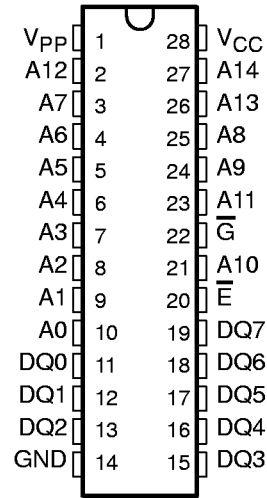 VPP 1 28 VCC
A12 2 27 A14
A7 3 26 A13
A6 4 25 A8
A5 5 24 A9
A4 6 23 A11
A3 7 22 G̅
A2 8 21 A10
A1 9 20 E̅
A0 10 19 DQ7
DQ0 11 18 DQ6
DQ1 12 17 DQ5
DQ2 13 16 DQ4
GND 14 15 DQ3